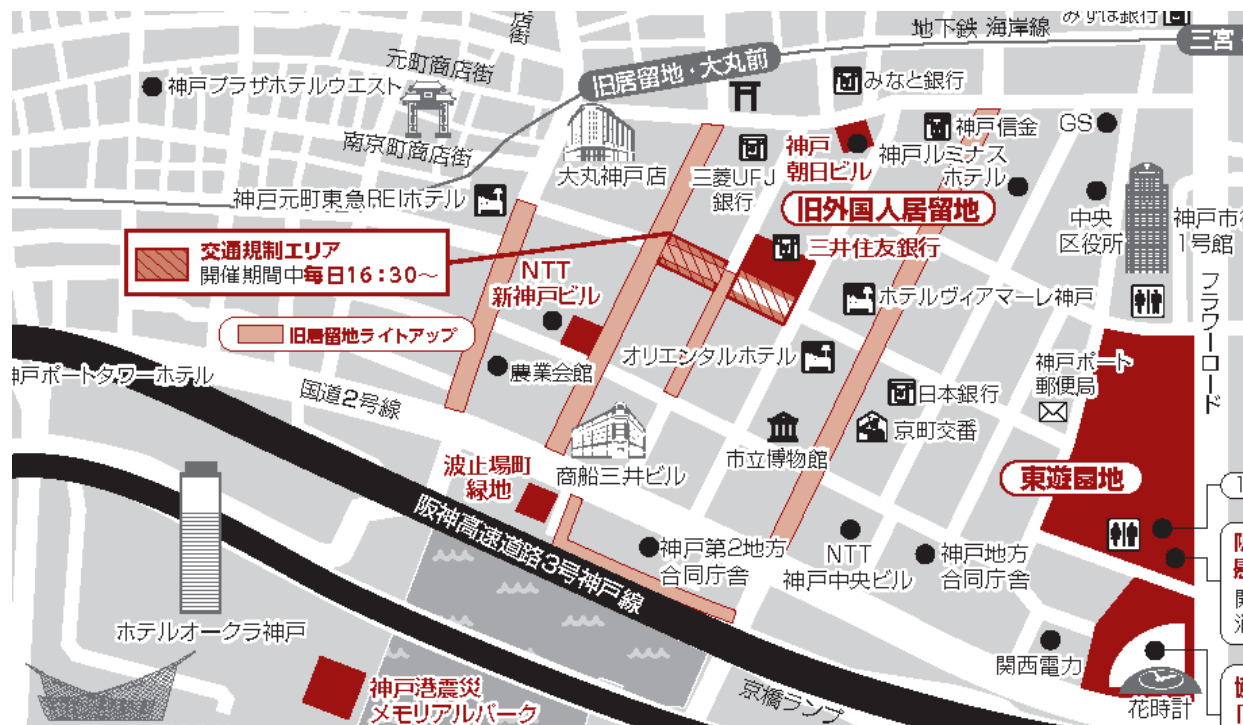 店
街
地下鉄 海岸線
みずほ銀行
三宮
旧居留地・大丸前
元町商店街
神戸プラザホテルウエスト
南京町商店街
みなと銀行
神戸信金
GS
大丸神戸店
三菱UFJ
銀行
神戸
朝日ビル
神戸ルミナス
ホテル
神戸元町東急REIホテル
旧外国人居留地
中央
区役所
神戸市役
1号館
交通規制エリア
開催期間中毎日16:30〜
NTT
新神戸ビル
三井住友銀行
ホテルヴィアマーレ神戸
フラワーロード
旧居留地ライトアップ
農業会館
オリエンタルホテル
神戸ポート
郵便局
神戸ポートタワーホテル
国道2号線
日本銀行
京町交番
市立博物館
商船三井ビル
波止場町
緑地
東遊園地
阪神高速道路3号神戸線
神戸第2地方
合同庁舎
NTT
神戸中央ビル
神戸地方
合同庁舎
ホテルオークラ神戸
関西電力
神戸港震災
メモリアルパーク
京橋ランプ
花時計